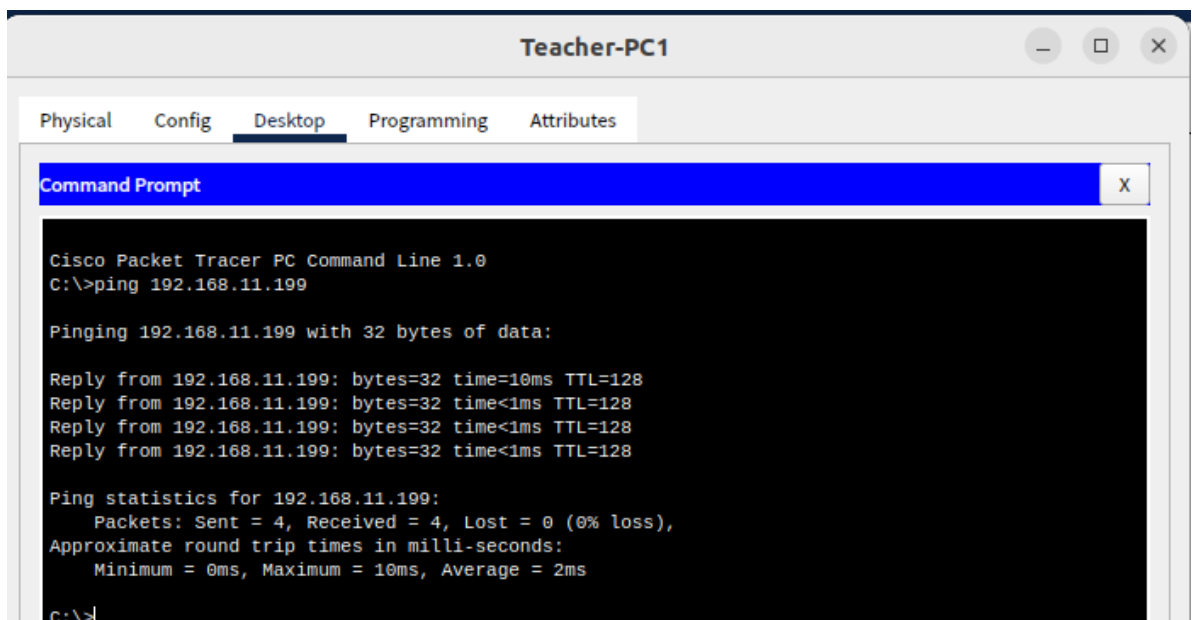 Teacher-PC1
Physical Config Desktop Programming Attributes
Command Prompt X
Cisco Packet Tracer PC Command Line 1.0
C:\>ping 192.168.11.199
Pinging 192.168.11.199 with 32 bytes of data:
Reply from 192.168.11.199: bytes=32 time=10ms TTL=128
Reply from 192.168.11.199: bytes=32 time<1ms TTL=128
Reply from 192.168.11.199: bytes=32 time<1ms TTL=128
Reply from 192.168.11.199: bytes=32 time<1ms TTL=128
Ping statistics for 192.168.11.199:
Packets: Sent = 4, Received = 4, Lost = 0 (0% loss),
Approximate round trip times in milli-seconds:
Minimum = 0ms, Maximum = 10ms, Average = 2ms
C:\>